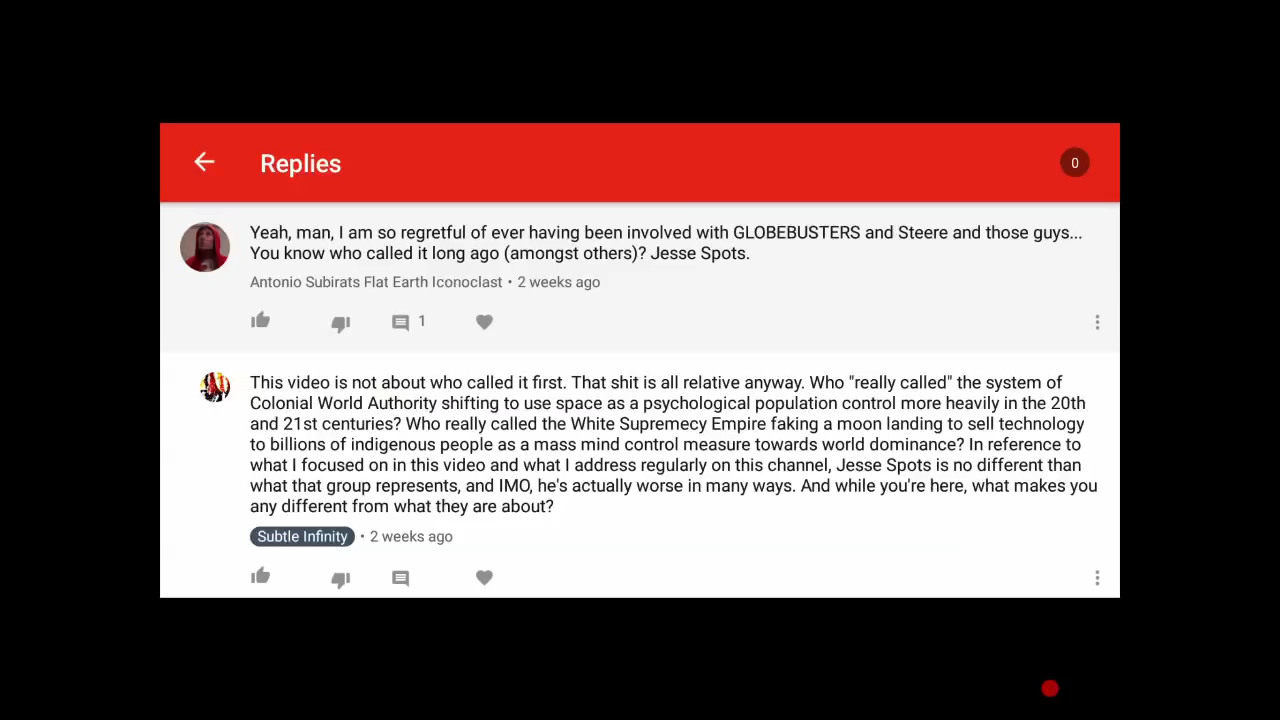 Replies
0
Yeah, man, I am so regretful of ever having been involved with GLOBEBUSTERS and Steere and those guys...
You know who called it long ago (amongst others)? Jesse Spots.
Antonio Subirats Flat Earth Iconoclast • 2 weeks ago
1
This video is not about who called it first. That shit is all relative anyway. Who "really called" the system of
Colonial World Authority shifting to use space as a psychological population control more heavily in the 20th
and 21st centuries? Who really called the White Supremecy Empire faking a moon landing to sell technology
to billions of indigenous people as a mass mind control measure towards world dominance? In reference to
what I focused on in this video and what I address regularly on this channel, Jesse Spots is no different than
what that group represents, and IMO, he's actually worse in many ways. And while you're here, what makes you
any different from what they are about?
Subtle Infinity • 2 weeks ago